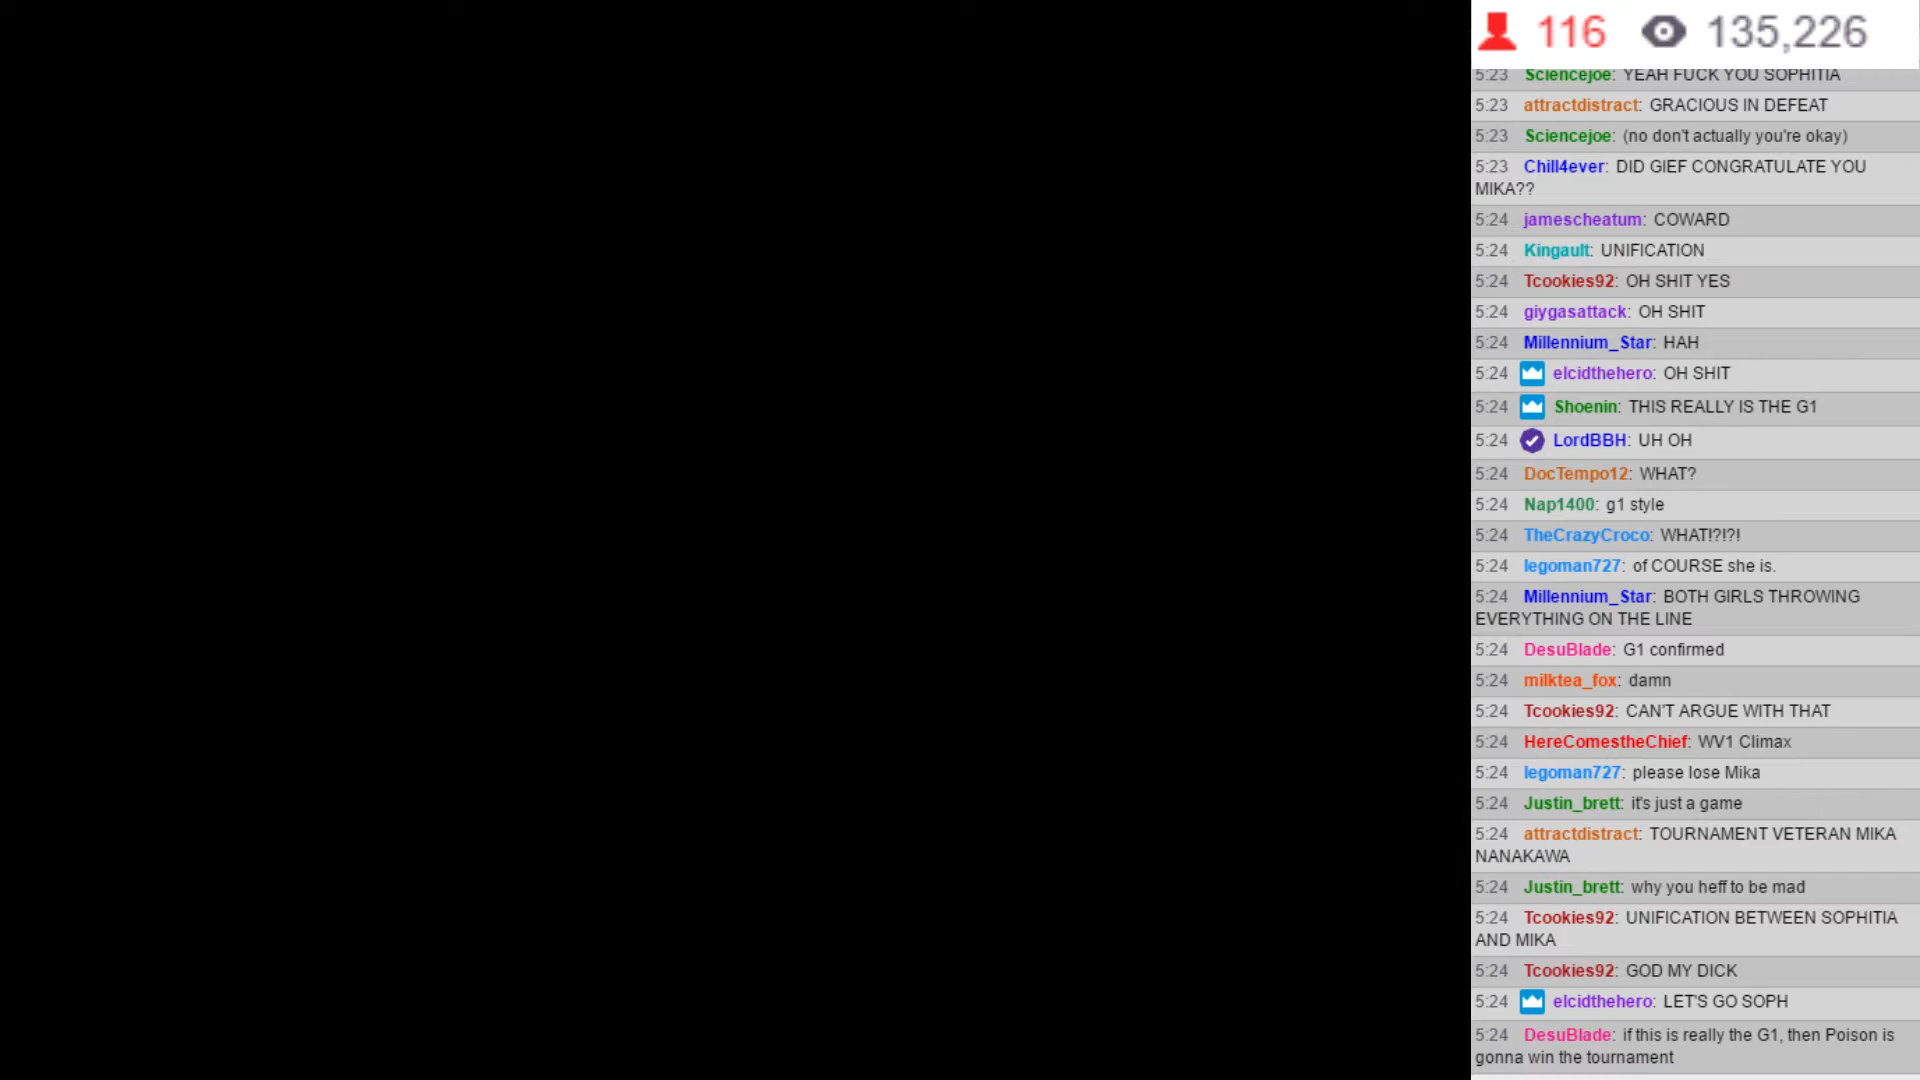 116 135,226
5:23 Sciencejoe: YEAH FUCK YOU SOPHITIA
5:23 attractdistract: GRACIOUS IN DEFEAT
5:23 Sciencejoe: (no don't actually you're okay)
5:23 Chill4ever: DID GIEF CONGRATULATE YOU
MIKA??
5:24 jamescheatum: COWARD
5:24 Kingault: UNIFICATION
5:24 Tcookies92: OH SHIT YES
5:24 giygasattack: OH SHIT
5:24 Millennium_Star: HAH
5:24 elcidthehero: OH SHIT
5:24 Shoenin: THIS REALLY IS THE G1
5:24 LordBBH: UH OH
5:24 DocTempo12: WHAT?
5:24 Nap1400: g1 style
5:24 TheCrazyCroco: WHAT!?!?!
5:24 legoman727: of COURSE she is.
5:24 Millennium_Star: BOTH GIRLS THROWING
EVERYTHING ON THE LINE
5:24 DesuBlade: G1 confirmed
5:24 milktea_fox: damn
5:24 Tcookies92: CAN'T ARGUE WITH THAT
5:24 HereComestheChief: WV1 Climax
5:24 legoman727: please lose Mika
5:24 Justin_brett: it's just a game
5:24 attractdistract: TOURNAMENT VETERAN MIKA
NANAKAWA
5:24 Justin_brett: why you heff to be mad
5:24 Tcookies92: UNIFICATION BETWEEN SOPHITIA
AND MIKA
5:24 Tcookies92: GOD MY DICK
5:24 elcidthehero: LET'S GO SOPH
5:24 DesuBlade: if this is really the G1, then Poison is
gonna win the tournament